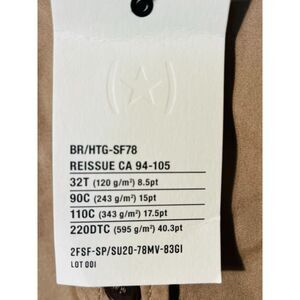 BR/HTG-SF78
REISSUE CA 94-105
32T (120 g/m²) 8.5pt
90C (243 g/m²) 15pt
110C (343 g/m²) 17.5pt
220DTC (595 g/m²) 40.3pt
2FSF-SP/SU20-78MV-83GI
LOT 001